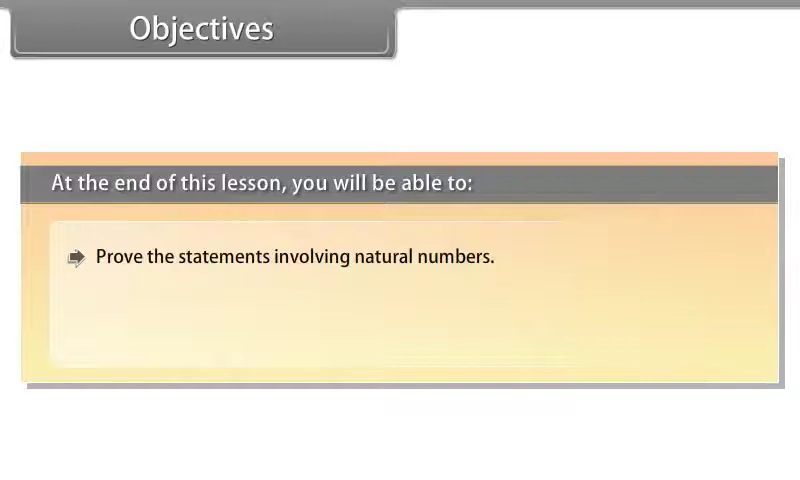 Objectives
At the end of this lesson, you will be able to:
Prove the statements involving natural numbers.